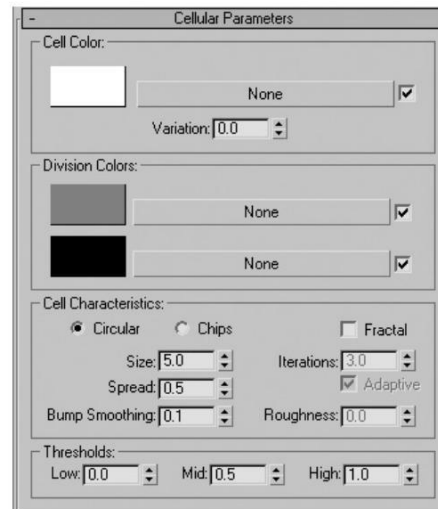 - Cellular Parameters
Cell Color:
None
Variation: 0.0
Division Colors:
None
None
Cell Characteristics:
Circular Chips Fractal
Size: 5.0 Iterations: 3.0
Spread: 0.5 Adaptive
Bump Smoothing: 0.1 Roughness: 0.0
Thresholds:
Low: 0.0 Mid: 0.5 High: 1.0